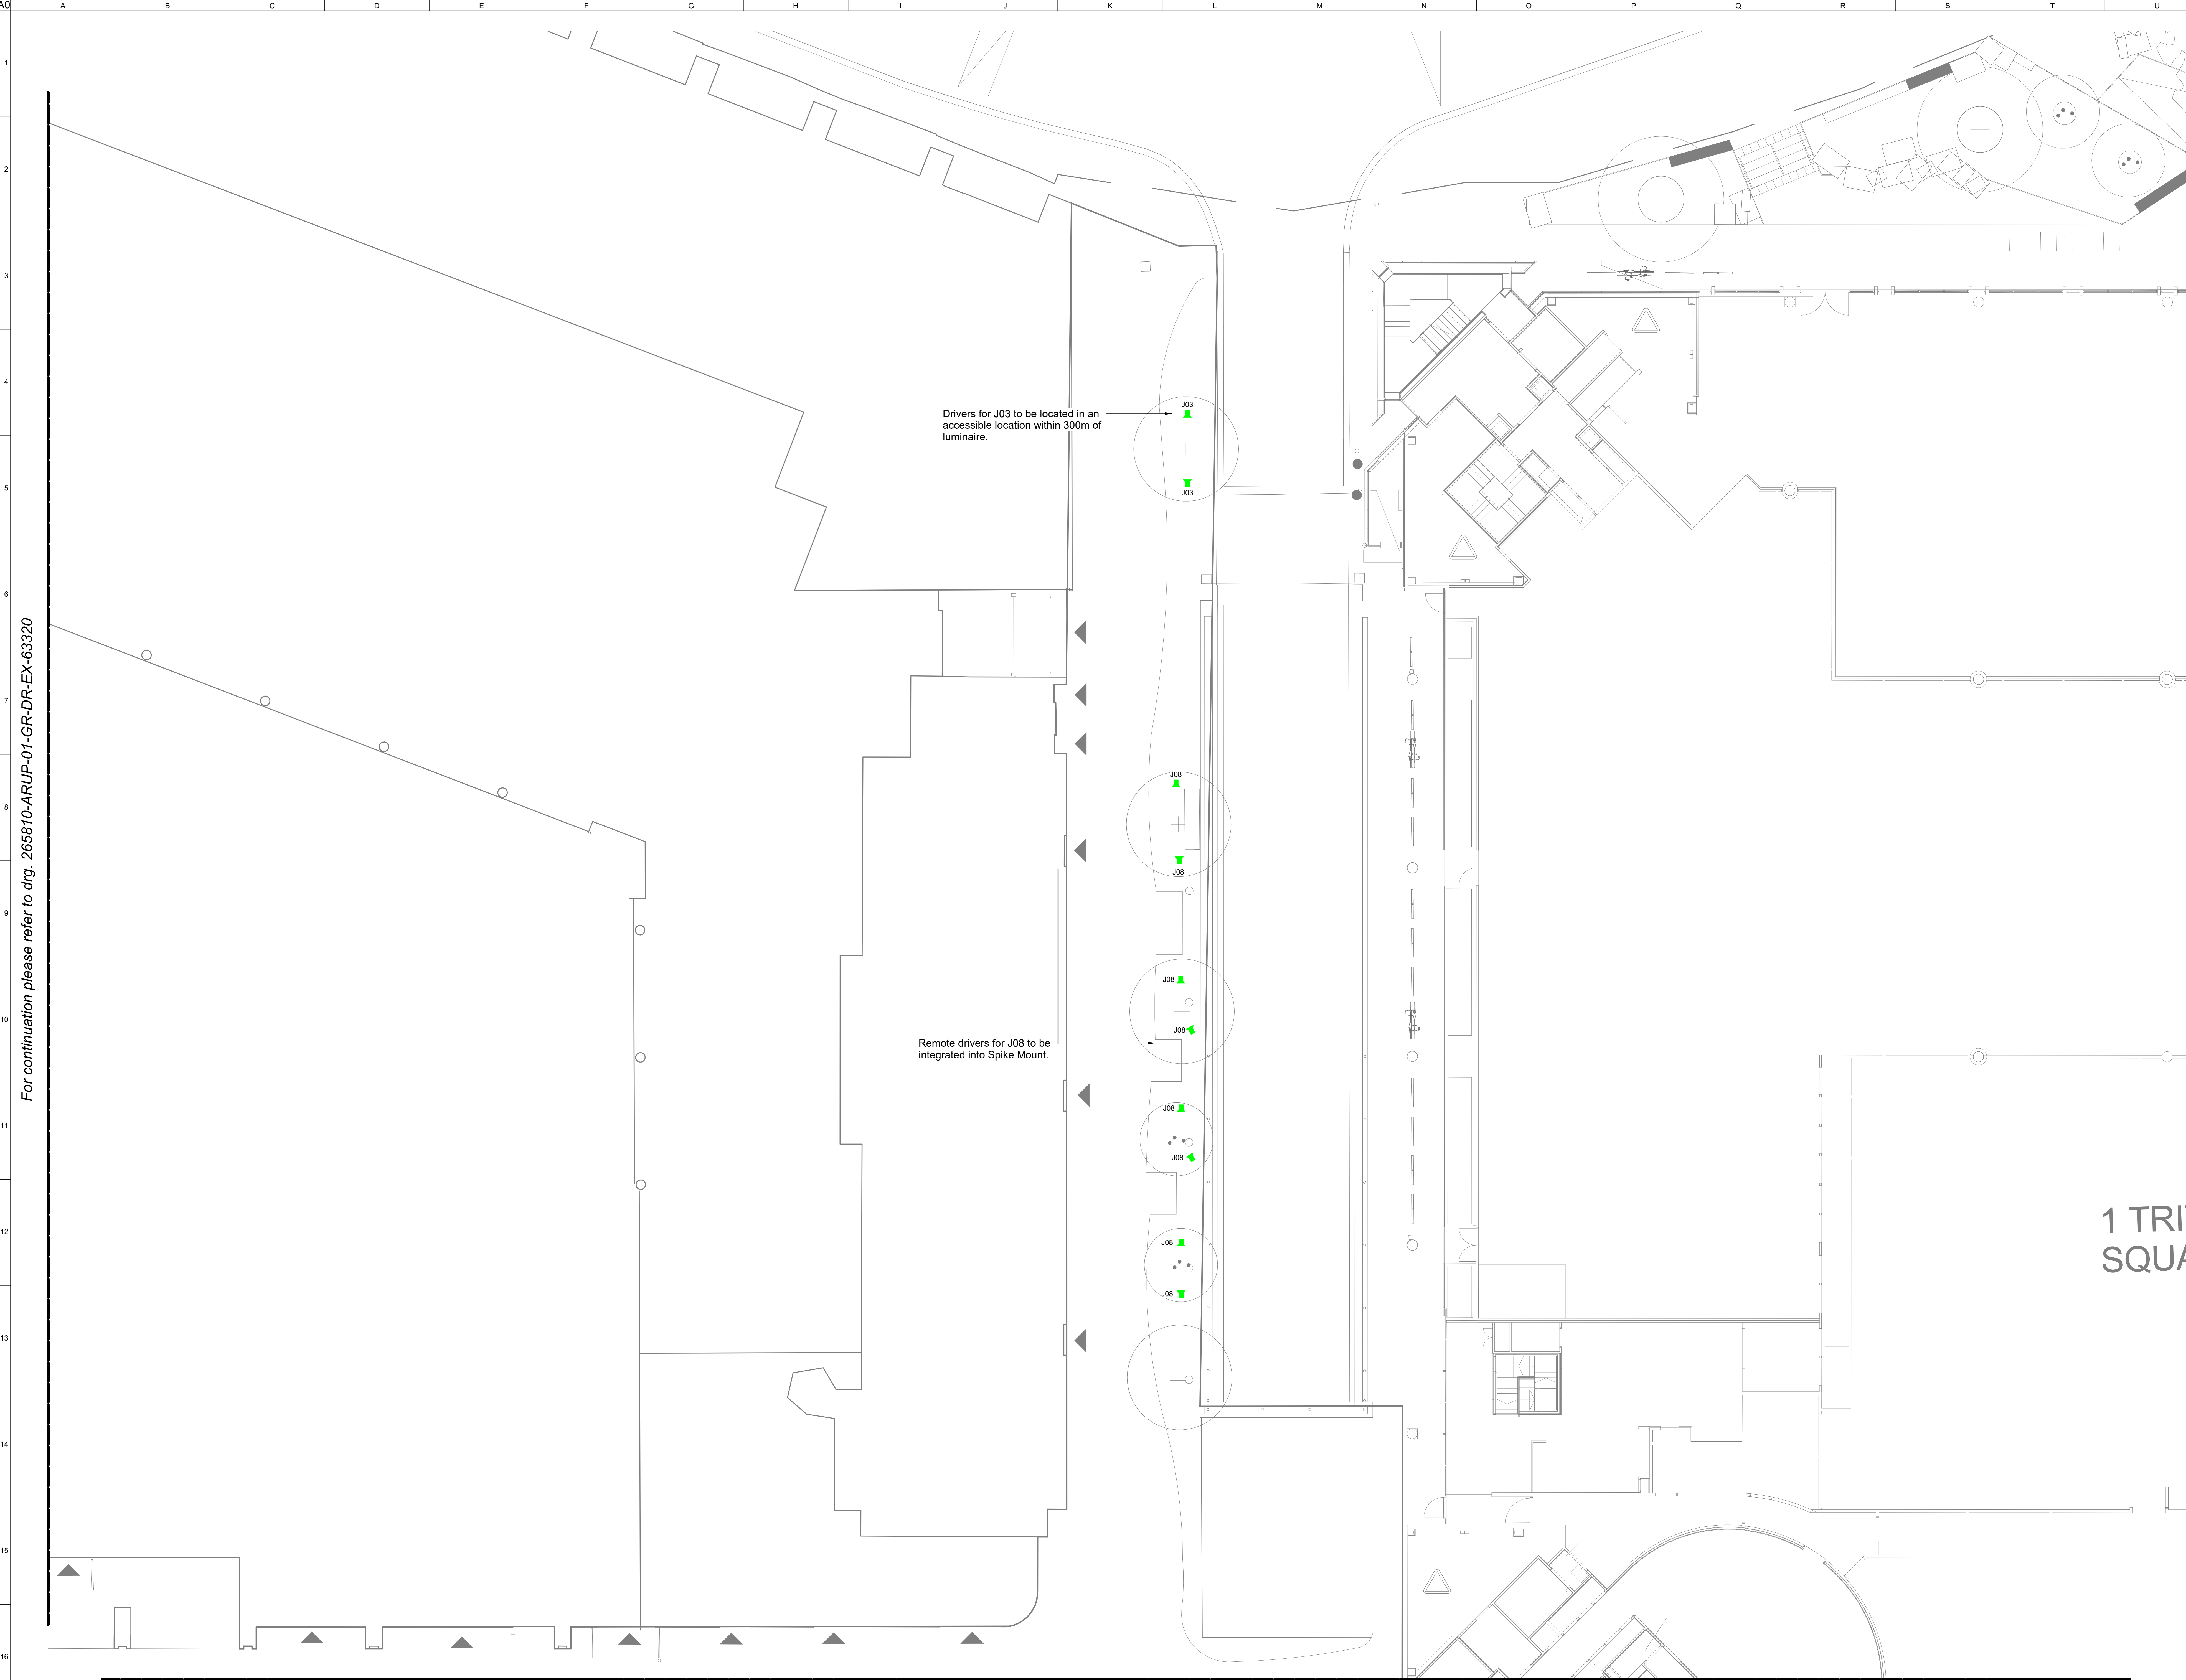 A0 A B C D E F G H I J K L M N O P Q R S T U
1
2
3
4
Drivers for J03 to be located in an
accessible location within 300m of
luminaire.
J03
5
J03
6
For continuation please refer to drg. 265810-ARUP-01-GR-DR-EX-63320
7
J08
8
J08
9
J08
10
J08
Remote drivers for J08 to be
integrated into Spike Mount.
J08
11
J08
12
1 TRI
SQUA
J08
J08
13
14
15
16